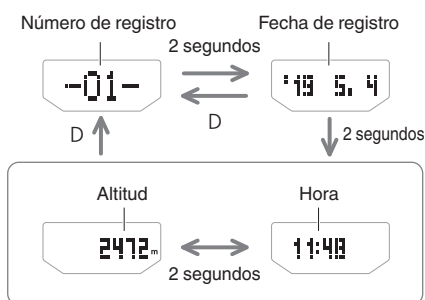 Número de registro
Fecha de registro
2 segundos
-01-
'19 5. 4
D
D
2 segundos
Altitud
Hora
2472m
11:48
2 segundos